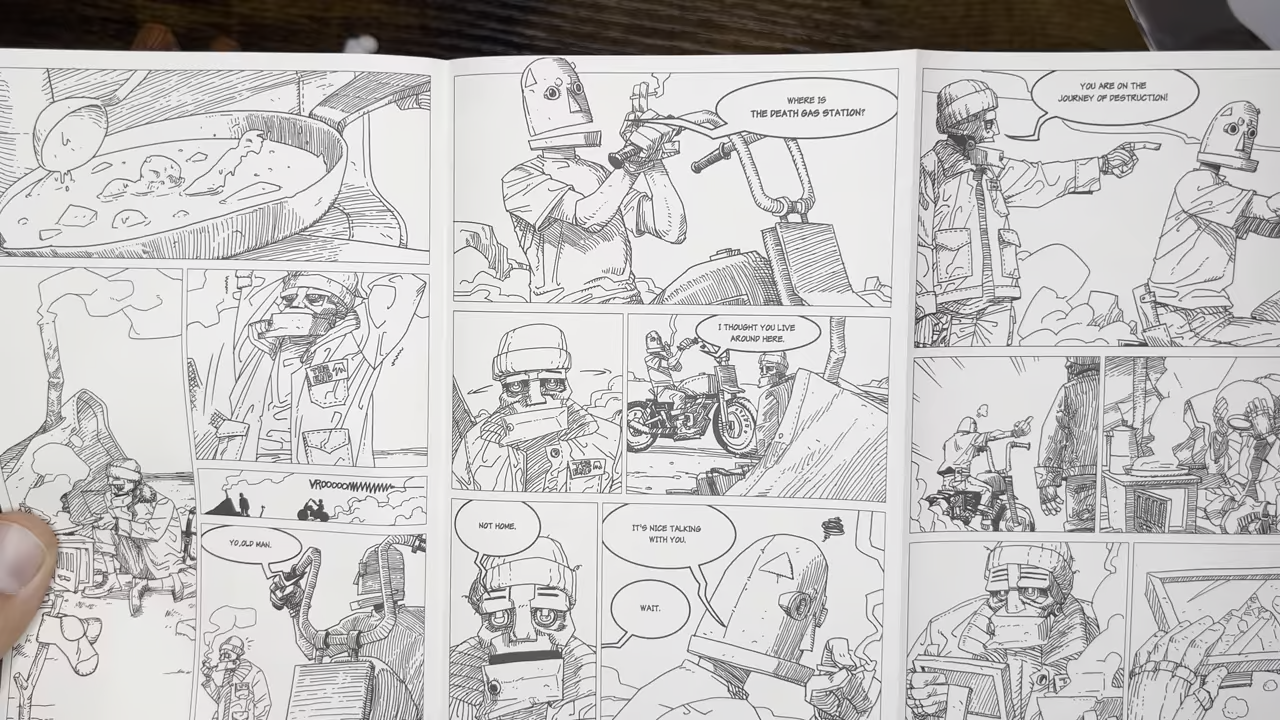 VROOOOOWWWWWWW
YO,OLD MAN.
WHERE IS
THE DEATH GAS STATION?
I THOUGHT YOU LIVE
AROUND HERE.
NOT HOME.
IT'S NICE TALKING
WITH YOU.
WAIT.
YOU ARE ON THE
JOURNEY OF DESTRUCTION!